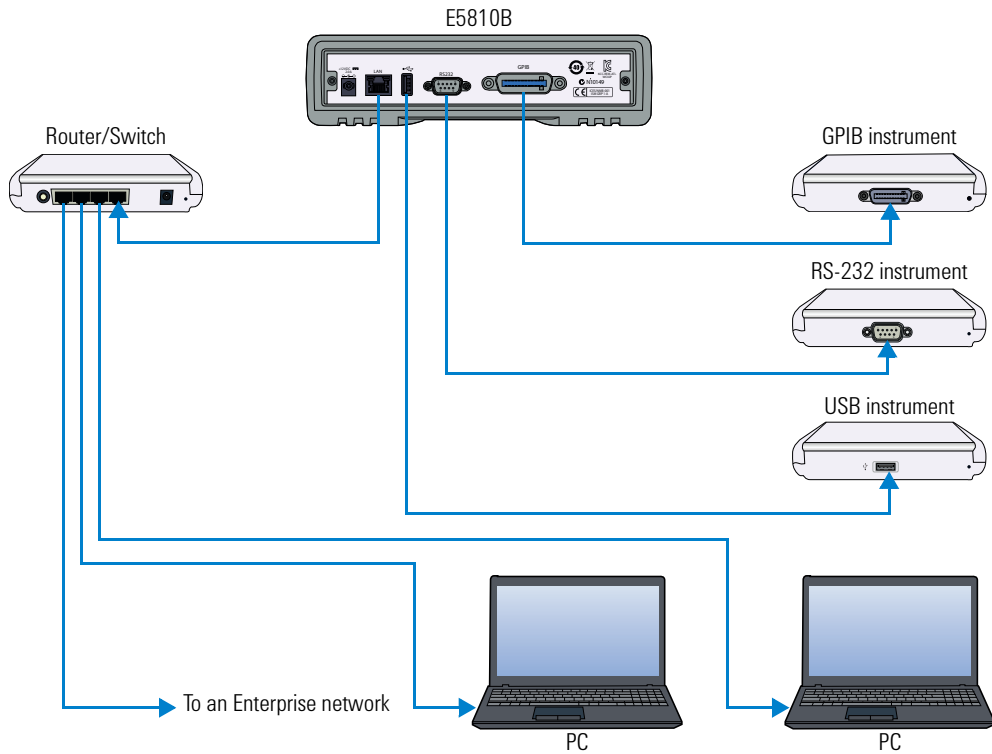 E5810B
LAN
RS232
GPIB
N10149
Router/Switch
GPIB instrument
RS-232 instrument
USB instrument
To an Enterprise network
PC
PC